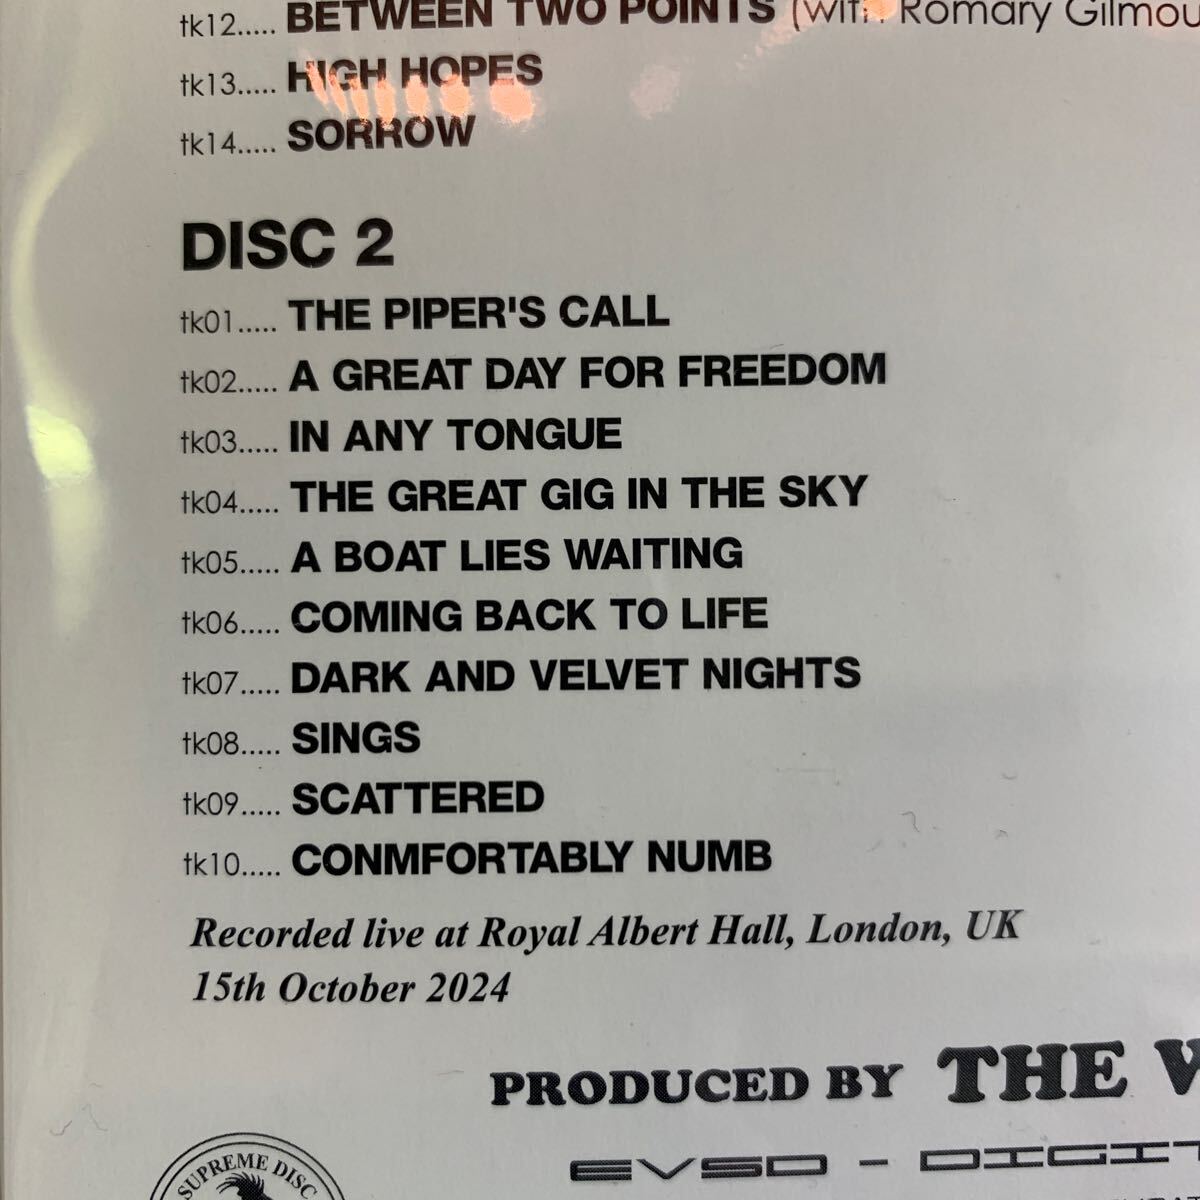 tk12..... BETWEEN TWO POINTS (with Romary Gilmou
tk13..... HIGH HOPES
tk14..... SORROW
DISC 2
tk01..... THE PIPER'S CALL
tk02..... A GREAT DAY FOR FREEDOM
tk03..... IN ANY TONGUE
tk04..... THE GREAT GIG IN THE SKY
tk05..... A BOAT LIES WAITING
tk06..... COMING BACK TO LIFE
tk07..... DARK AND VELVET NIGHTS
tk08..... SINGS
tk09..... SCATTERED
tk10..... CONMFORTABLY NUMB
Recorded live at Royal Albert Hall, London, UK
15th October 2024
PRODUCED BY THE
EVSD - DIGIT
SUPREME DISC